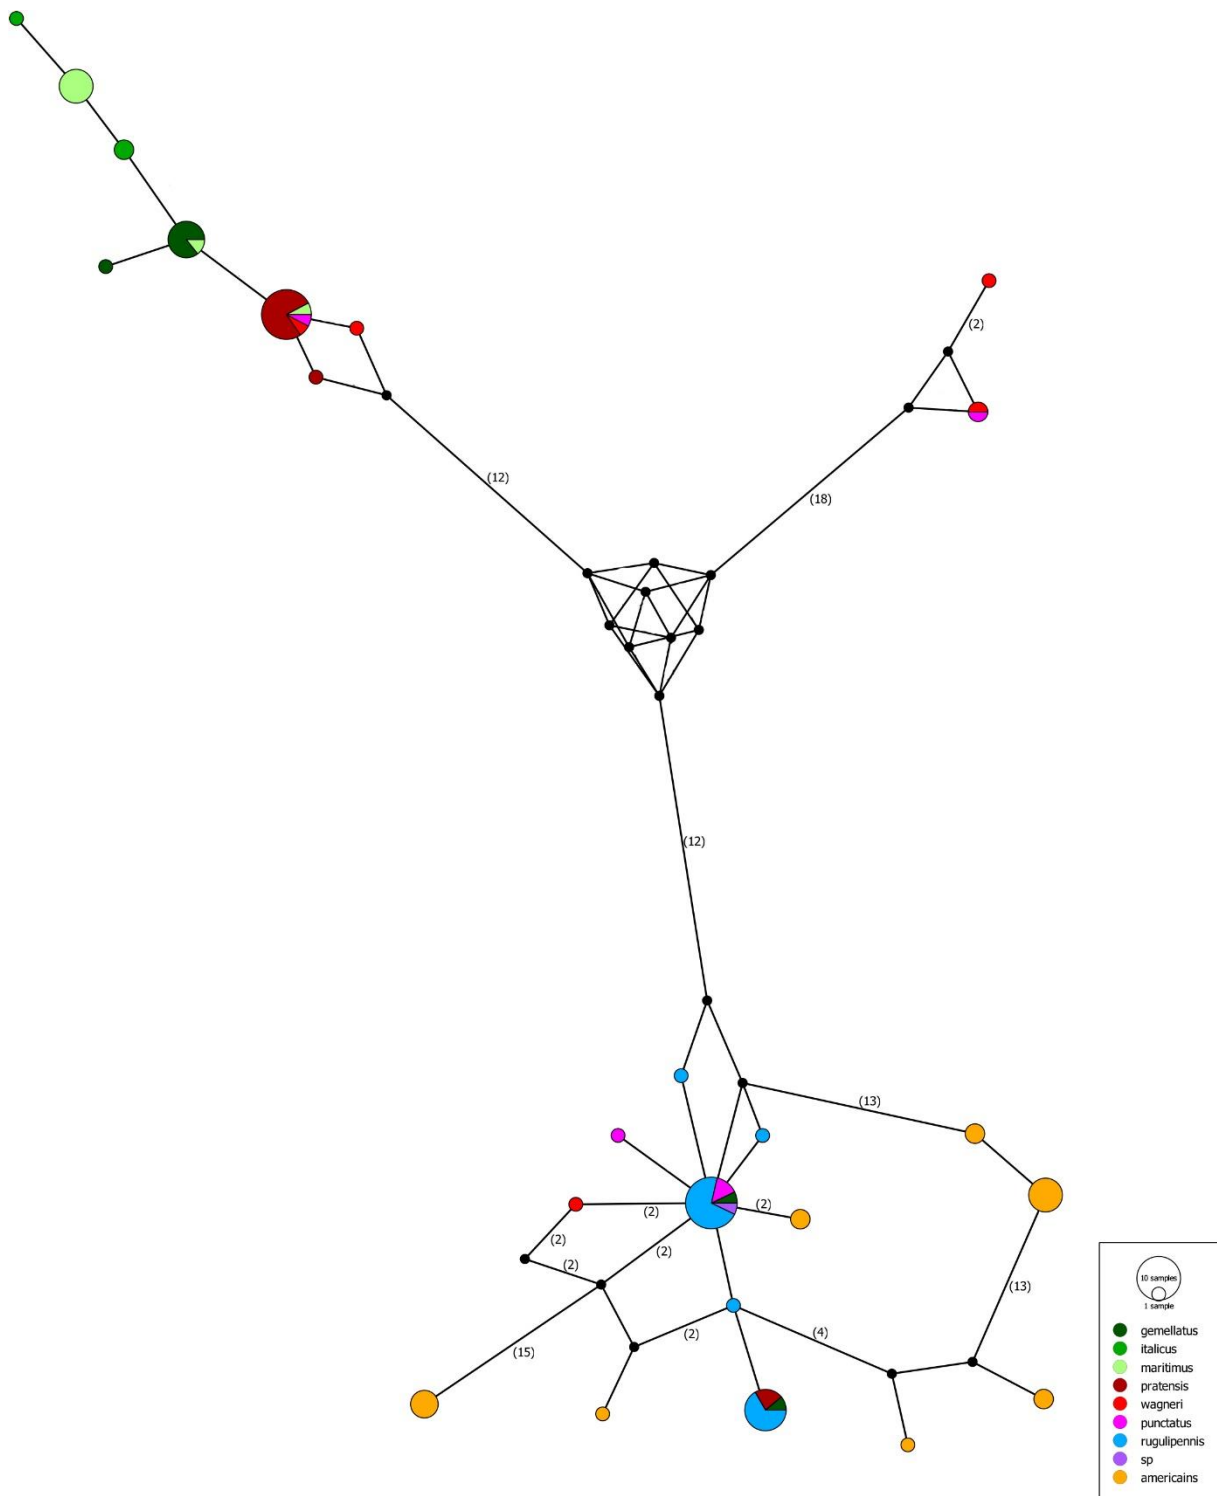 (2)
(12)
(18)
(12)
(13)
(2)
(2)
(2)
(2)
(2)
(13)
(4)
(2)
(15)
10 samples
1 sample
gemellatus
italicus
maritimus
pratensis
wagneri
punctatus
rugulipennis
sp
americains